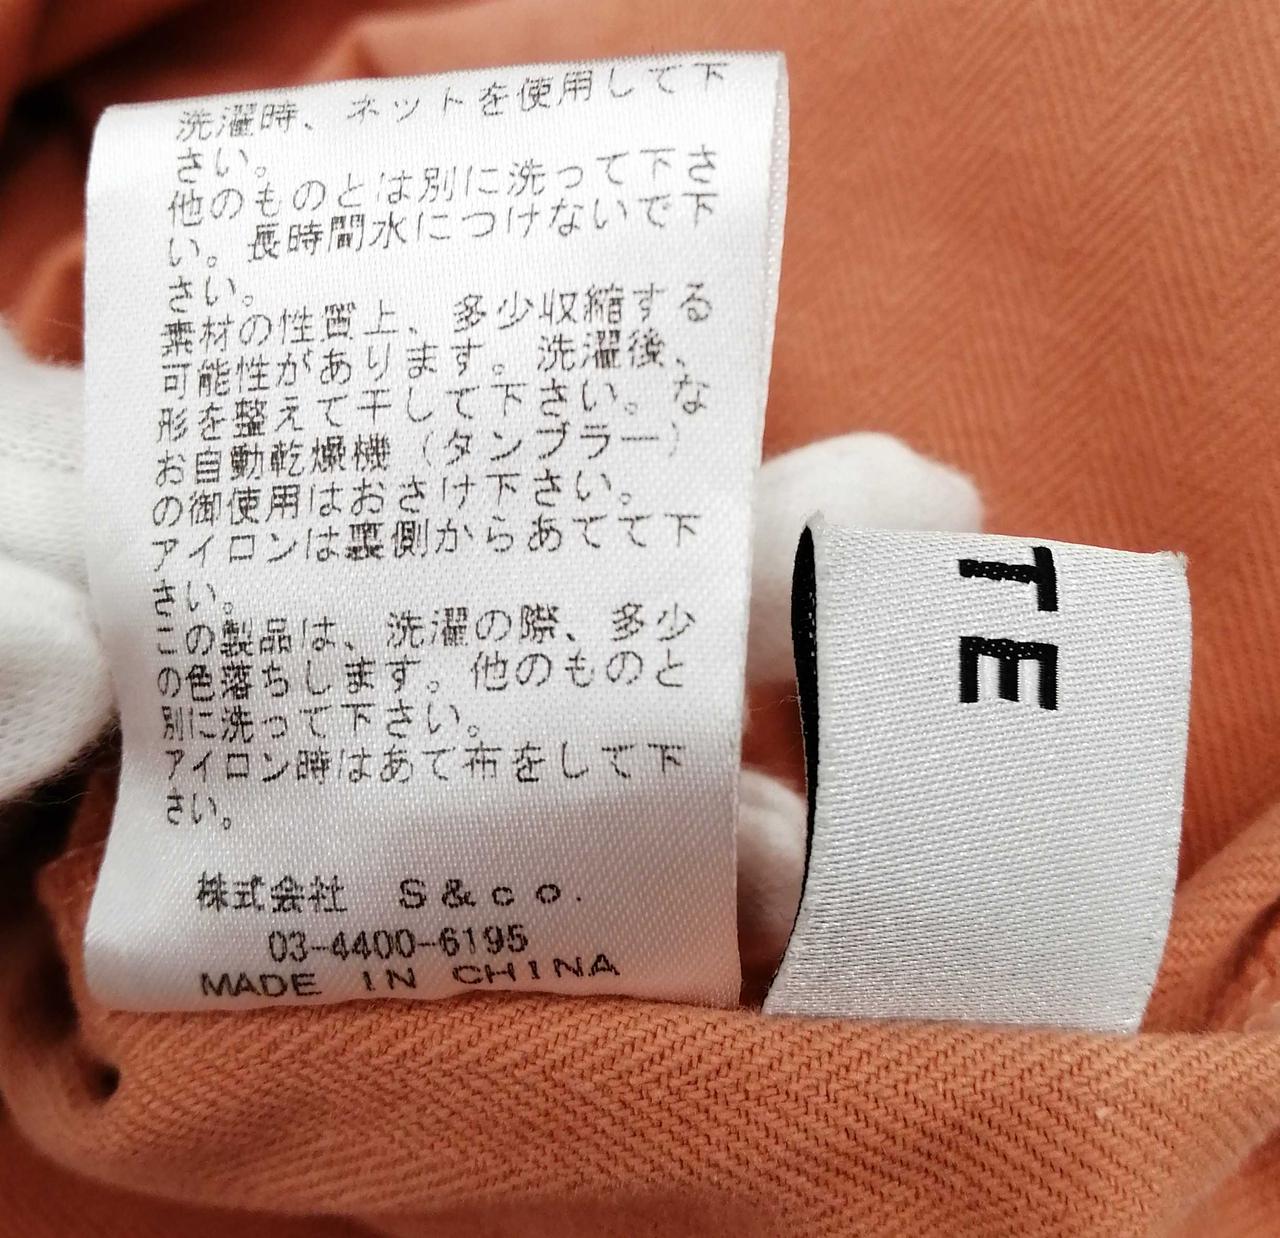 洗濯時、ネットを使用して下
さい。
他のものとは別に洗って下さ
い。長時間水につけないで下
さい。
素材の性質上、多少収縮する
可能性があります。洗濯後、
形を整えて干して下さい。な
お自動乾燥機（タンブラー）
の御使用はおさけ下さい。
アイロンは裏側からあてて下
さい。
この製品は、洗濯の際、多少
の色落ちします。他のものと
別に洗って下さい。
アイロン時はあて布をして下
さい。
株式会社 S&co.
03-4400-6195
MADE IN CHINA
TE